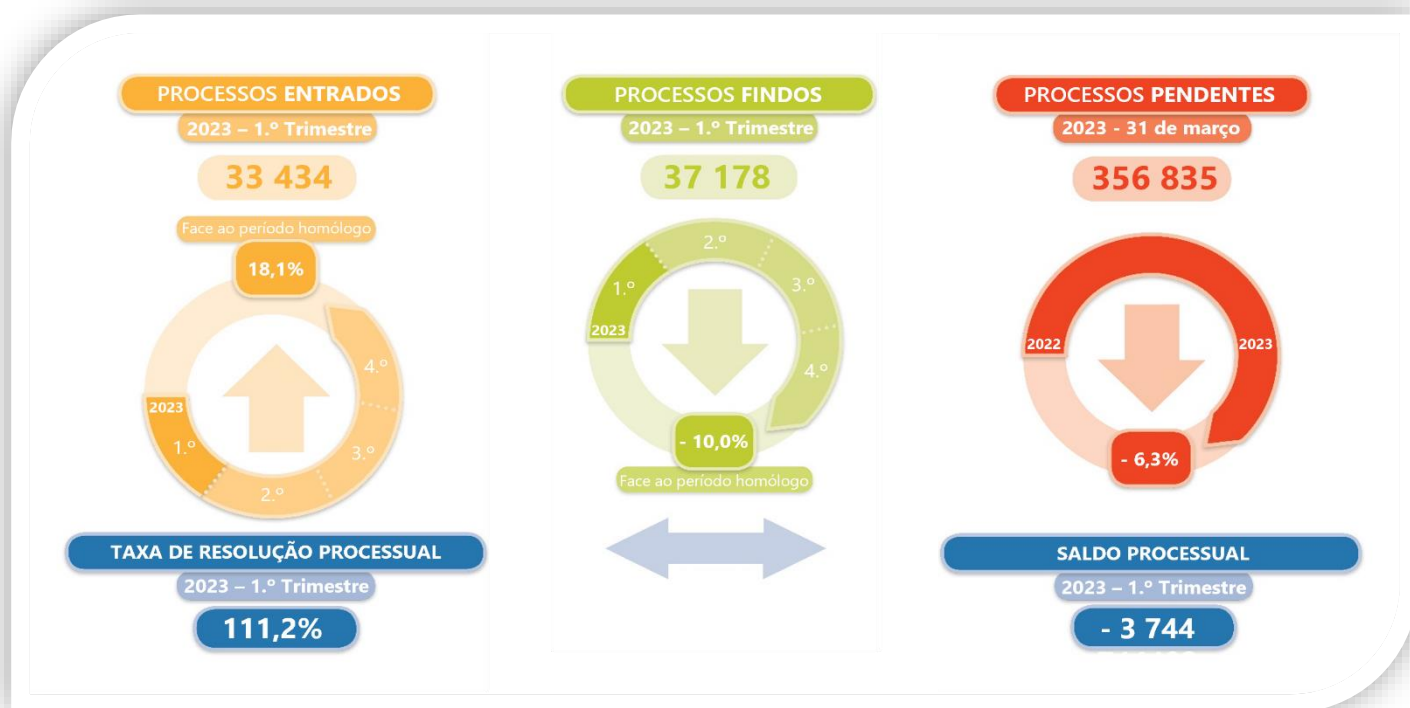 PROCESSOS ENTRADOS
2023 – 1.º Trimestre
33 434
Face ao período homólogo
18,1%
4.º
2023
1.º
3.º
2.º
TAXA DE RESOLUÇÃO PROCESSUAL
2023 – 1.º Trimestre
111,2%
PROCESSOS FINDOS
2023 – 1.º Trimestre
37 178
2.º
1.º
3.º
2023
4.º
- 10,0%
Face ao período homólogo
PROCESSOS PENDENTES
2023 - 31 de março
356 835
2022
2023
- 6,3%
SALDO PROCESSUAL
2023 – 1.º Trimestre
- 3 744